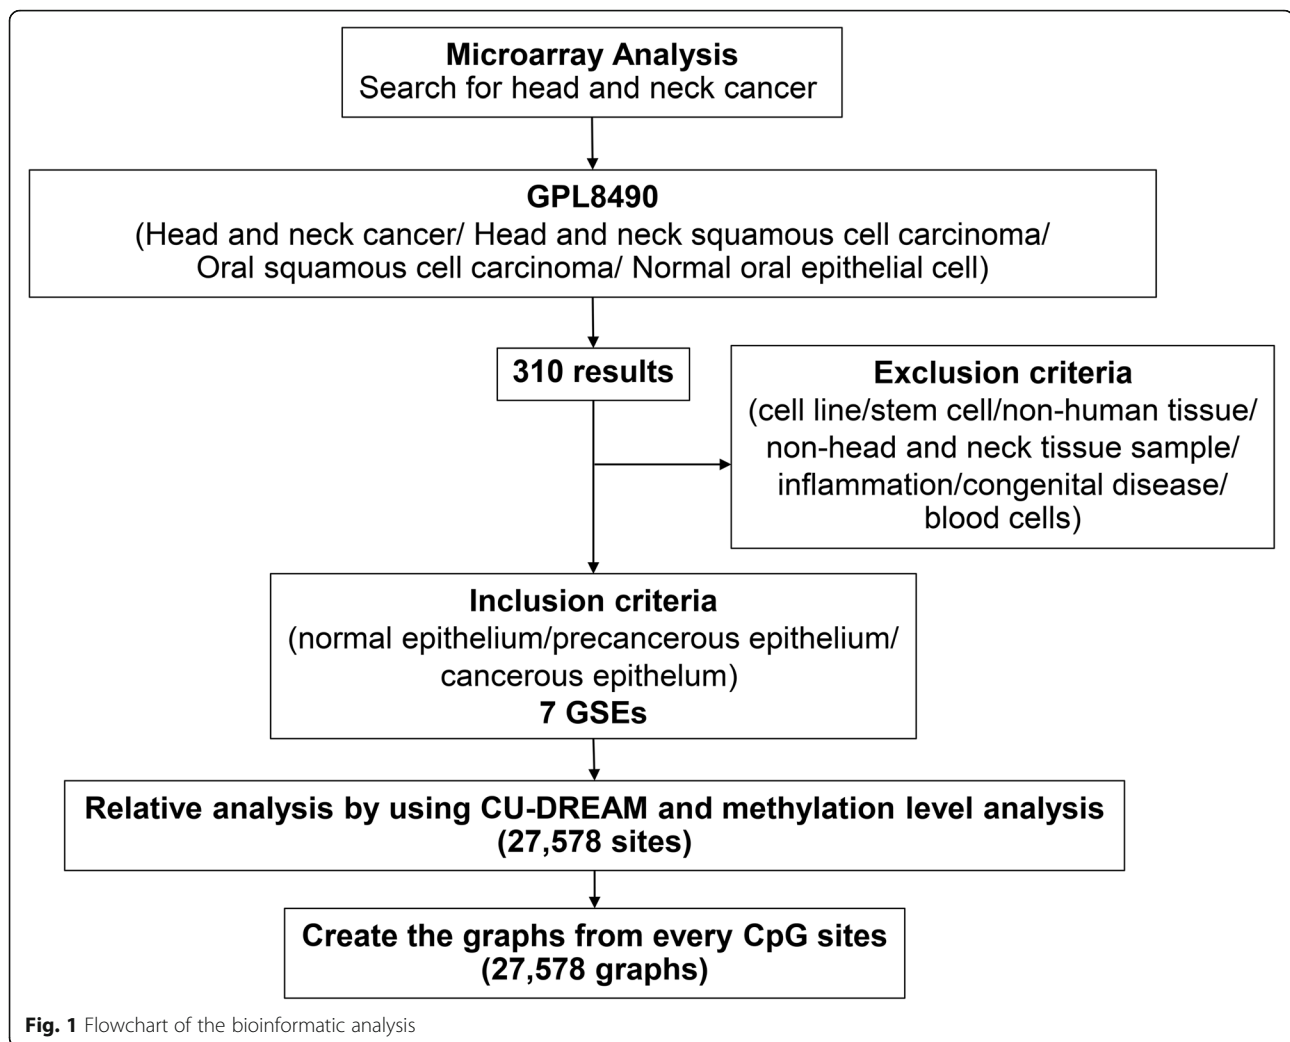 Microarray Analysis
Search for head and neck cancer
GPL8490
(Head and neck cancer/ Head and neck squamous cell carcinoma/
Oral squamous cell carcinoma/ Normal oral epithelial cell)
310 results
Exclusion criteria
(cell line/stem cell/non-human tissue/
non-head and neck tissue sample/
inflammation/congenital disease/
blood cells)
Inclusion criteria
(normal epithelium/precancerous epithelium/
cancerous epithelum)
7 GSEs
Relative analysis by using CU-DREAM and methylation level analysis
(27,578 sites)
Create the graphs from every CpG sites
(27,578 graphs)
Fig. 1 Flowchart of the bioinformatic analysis